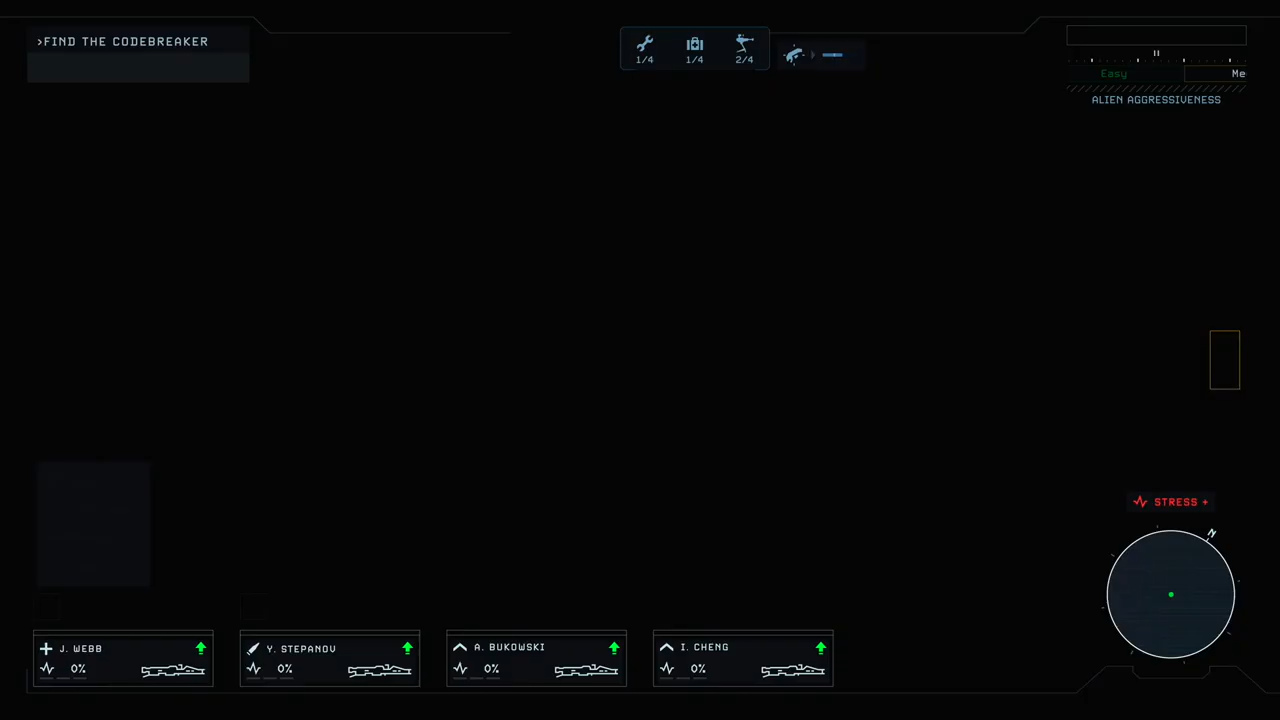 ›FIND THE CODEBREAKER
1/4
1/4
2/4
Easy
Me
ALIEN AGGRESSIVENESS
STRESS +
N
J. WEBB
0%
Y. STEPANOV
0%
A. BUKOWSKI
0%
I. CHENG
0%